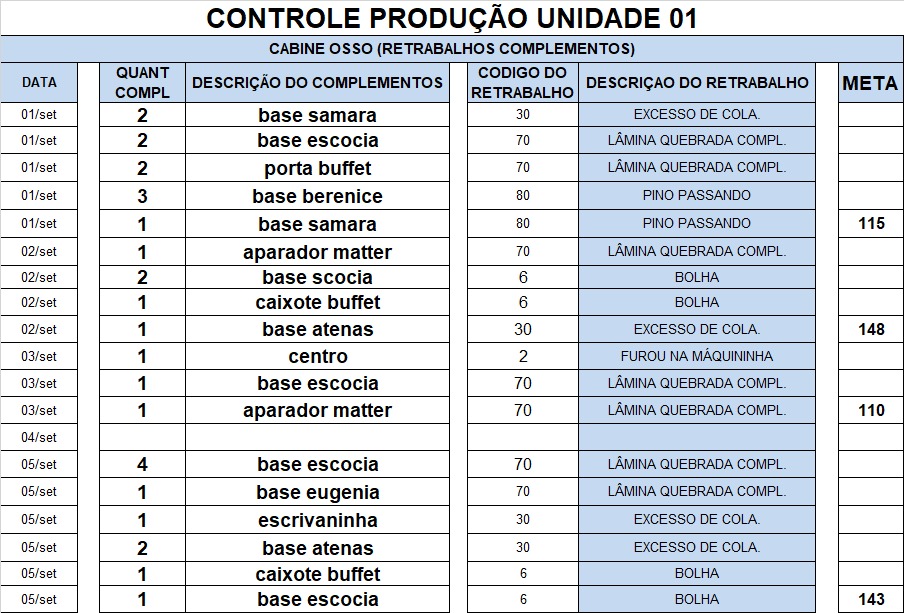 CONTROLE PRODUÇÃO UNIDADE 01
CABINE OSSO (RETRABALHOS COMPLEMENTOS)
DATA QUANT COMPL DESCRIÇÃO DO COMPLEMENTOS CODIGO DO RETRABALHO DESCRIÇAO DO RETRABALHO META
01/set 2 base samara 30 EXCESSO DE COLA.
01/set 2 base escocia 70 LÂMINA QUEBRADA COMPL.
01/set 2 porta buffet 70 LÂMINA QUEBRADA COMPL.
01/set 3 base berenice 80 PINO PASSANDO
01/set 1 base samara 80 PINO PASSANDO 115
02/set 1 aparador matter 70 LÂMINA QUEBRADA COMPL.
02/set 2 base scocia 6 BOLHA
02/set 1 caixote buffet 6 BOLHA
02/set 1 base atenas 30 EXCESSO DE COLA. 148
03/set 1 centro 2 FUROU NA MÁQUININHA
03/set 1 base escocia 70 LÂMINA QUEBRADA COMPL.
03/set 1 aparador matter 70 LÂMINA QUEBRADA COMPL. 110
04/set
05/set 4 base escocia 70 LÂMINA QUEBRADA COMPL.
05/set 1 base eugenia 70 LÂMINA QUEBRADA COMPL.
05/set 1 escrivaninha 30 EXCESSO DE COLA.
05/set 2 base atenas 30 EXCESSO DE COLA.
05/set 1 caixote buffet 6 BOLHA
05/set 1 base escocia 6 BOLHA 143